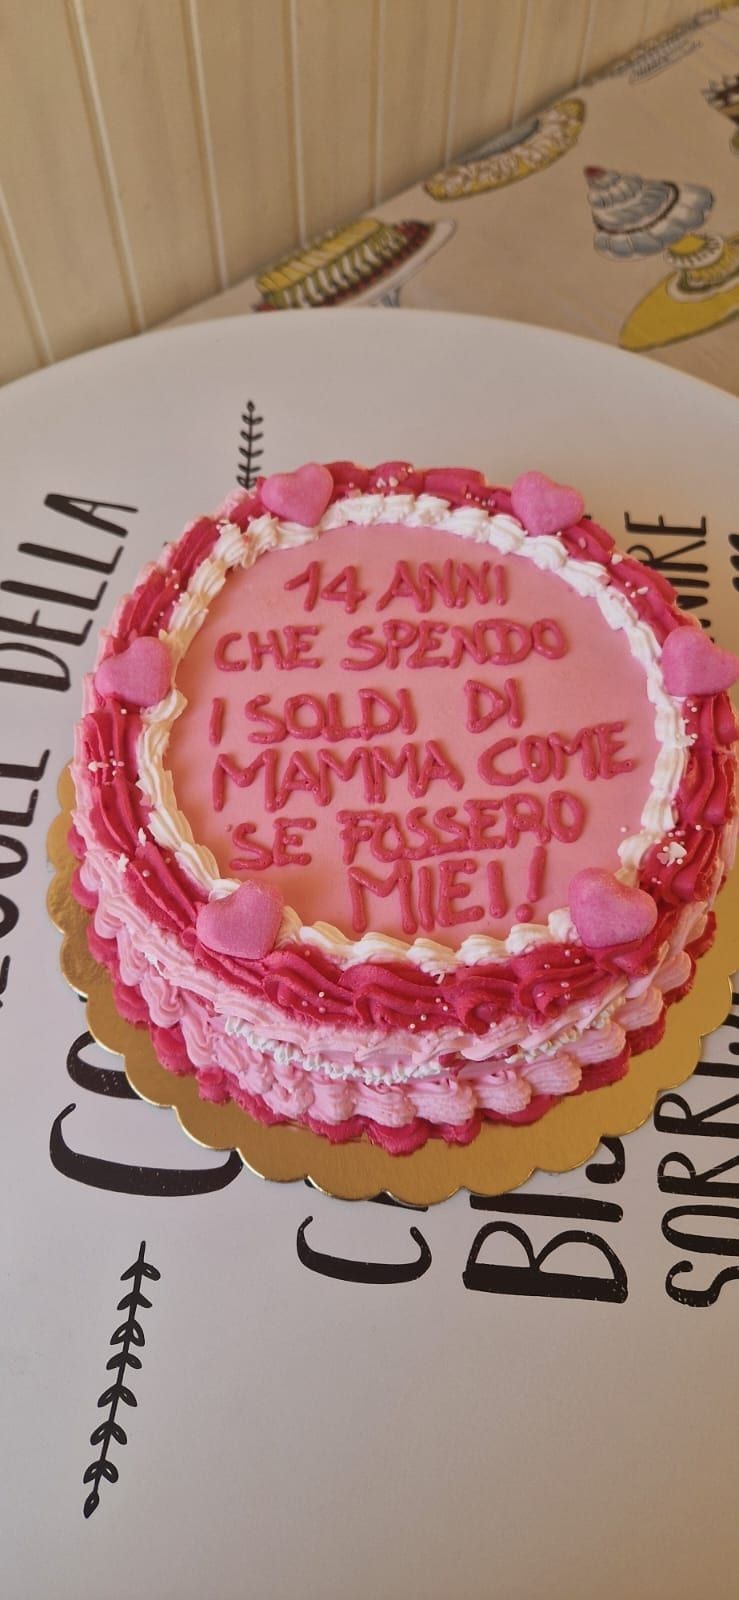 14 ANNI
CHE SPENDO
I SOLDI DI
MAMMA COME
SE FOSSERO
MIEI!
DELLA